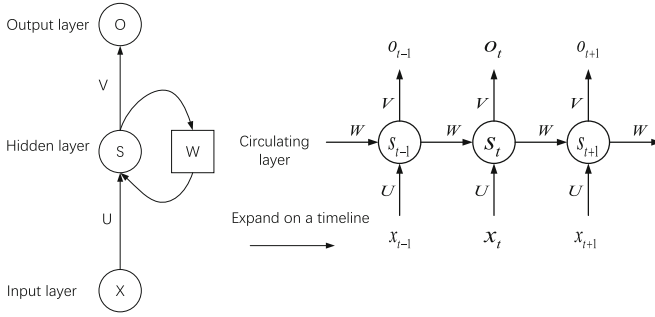 Output layer O
V
Hidden layer S W
U
Input layer X
Circulating
layer
Expand on a timeline
o_{t-1} o_t o_{t+1}
V V V
W W W W
s_{t-1} s_t s_{t+1}
U U U
x_{t-1} x_t x_{t+1}